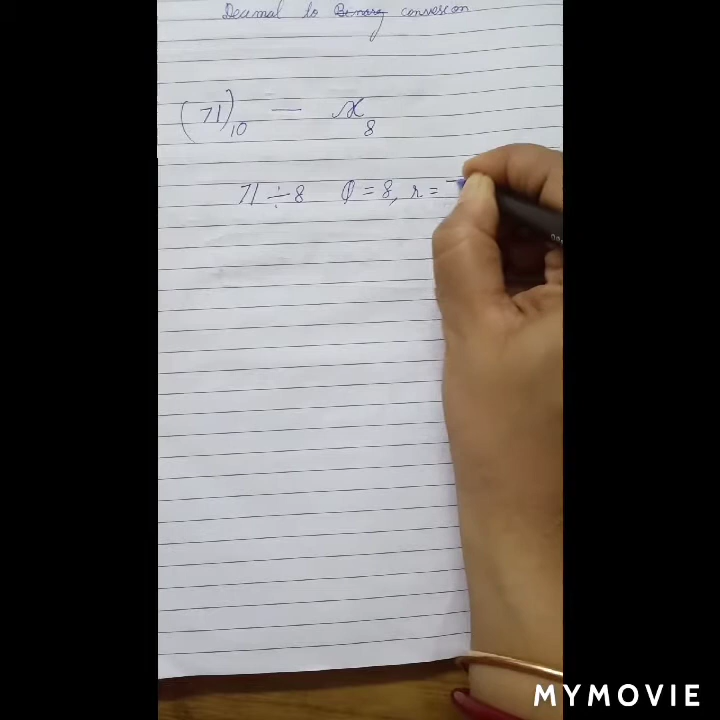 Decimal to Binary conversion
(71)10 — x8
71 ÷ 8 Q = 8, r =
MYMOVIE